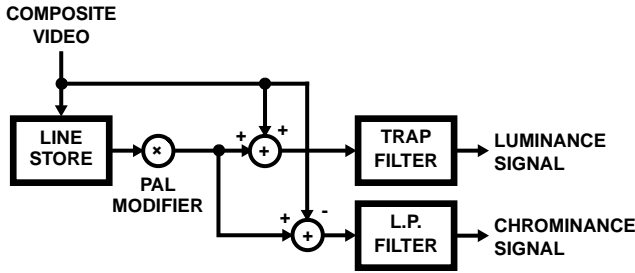 COMPOSITE
VIDEO
LINE
STORE
×
PAL
MODIFIER
+
+
+
TRAP
FILTER
LUMINANCE
SIGNAL
+
-
+
L.P.
FILTER
CHROMINANCE
SIGNAL